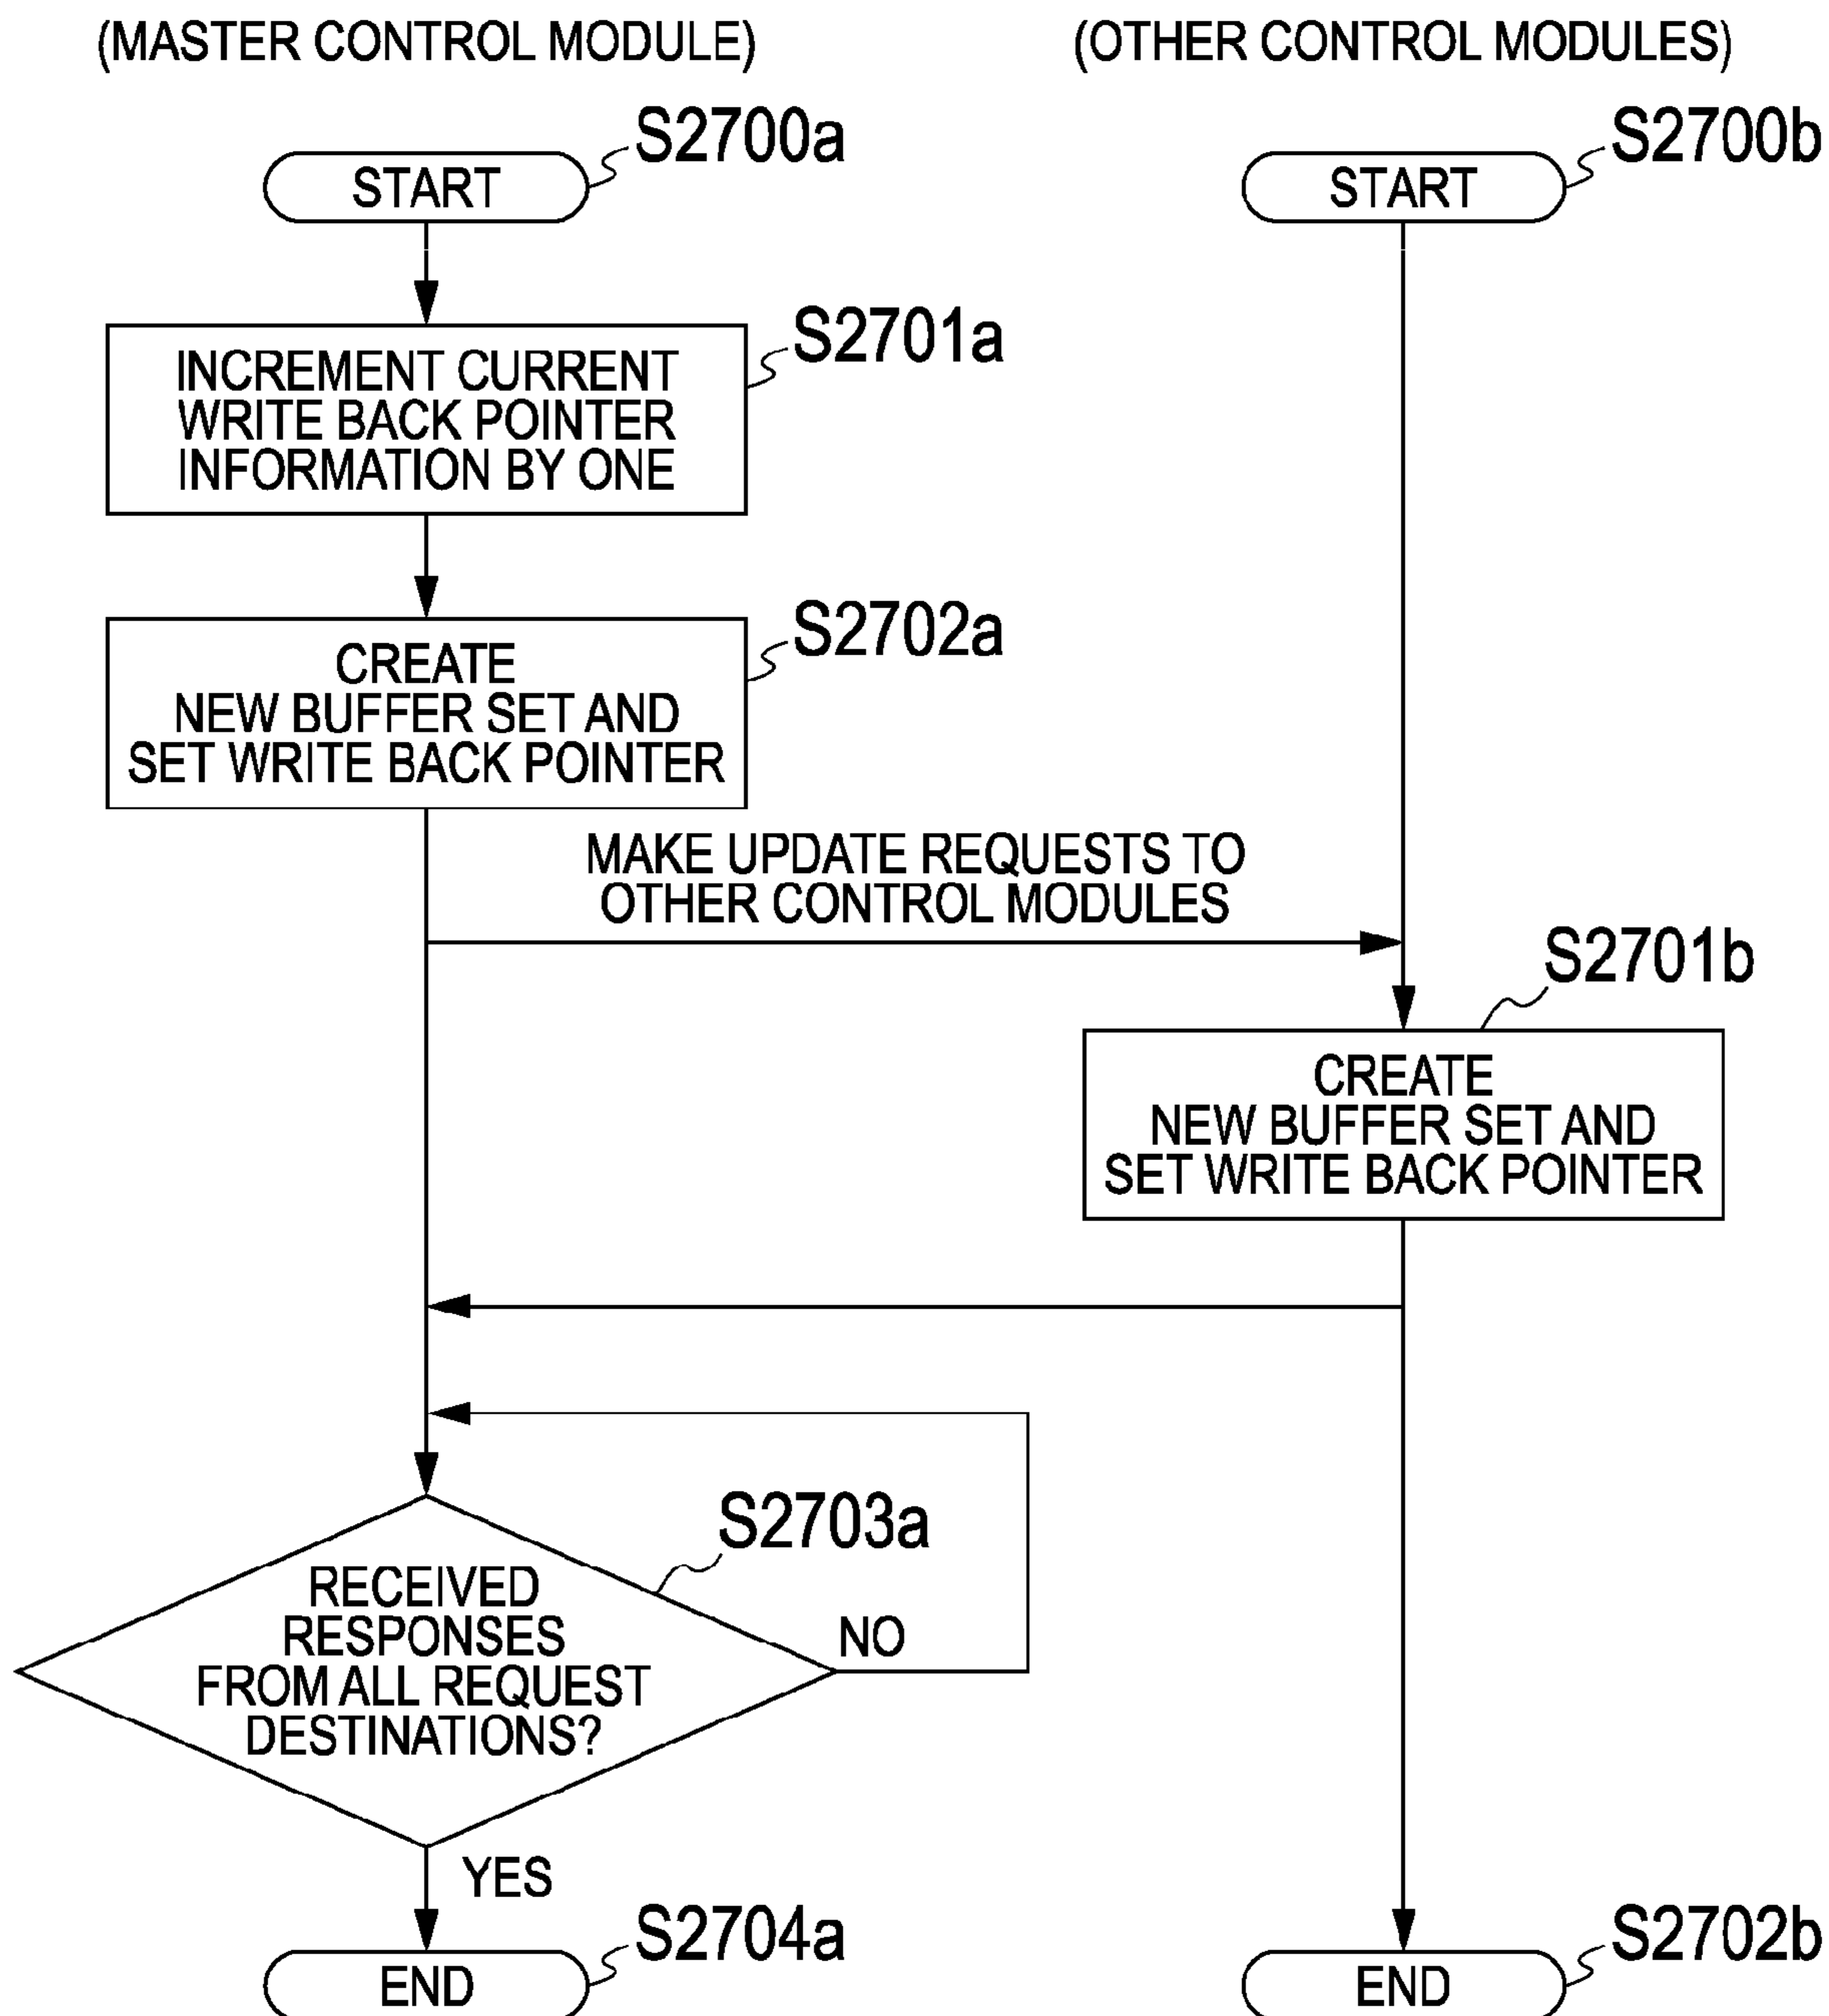 (MASTER CONTROL MODULE)
(OTHER CONTROL MODULES)
S2700a
START
S2700b
START
S2701a
INCREMENT CURRENT
WRITE BACK POINTER
INFORMATION BY ONE
S2702a
CREATE
NEW BUFFER SET AND
SET WRITE BACK POINTER
MAKE UPDATE REQUESTS TO
OTHER CONTROL MODULES
S2701b
CREATE
NEW BUFFER SET AND
SET WRITE BACK POINTER
S2703a
RECEIVED
RESPONSES
FROM ALL REQUEST
DESTINATIONS?
NO
YES
S2704a
END
S2702b
END